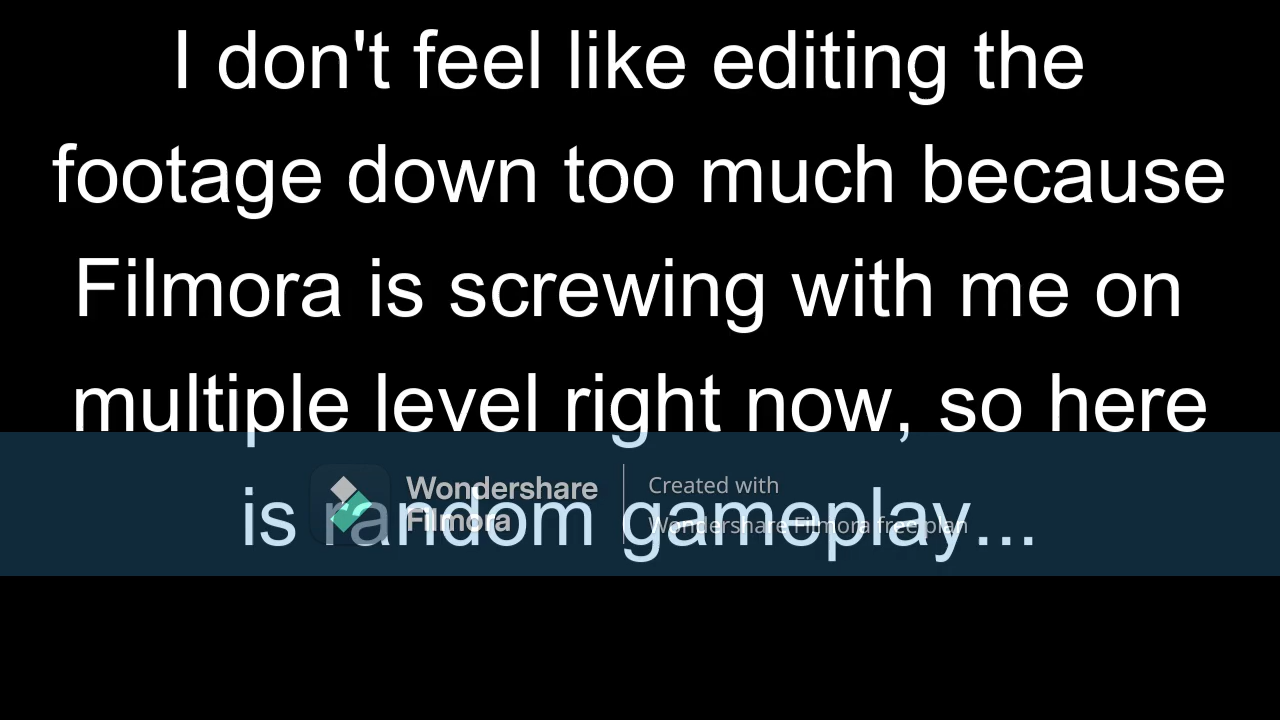 I don't feel like editing the
footage down too much because
Filmora is screwing with me on
multiple level right now, so here
is random gameplay...
Wondershare
Filmora
Created with
Wondershare Filmora free plan